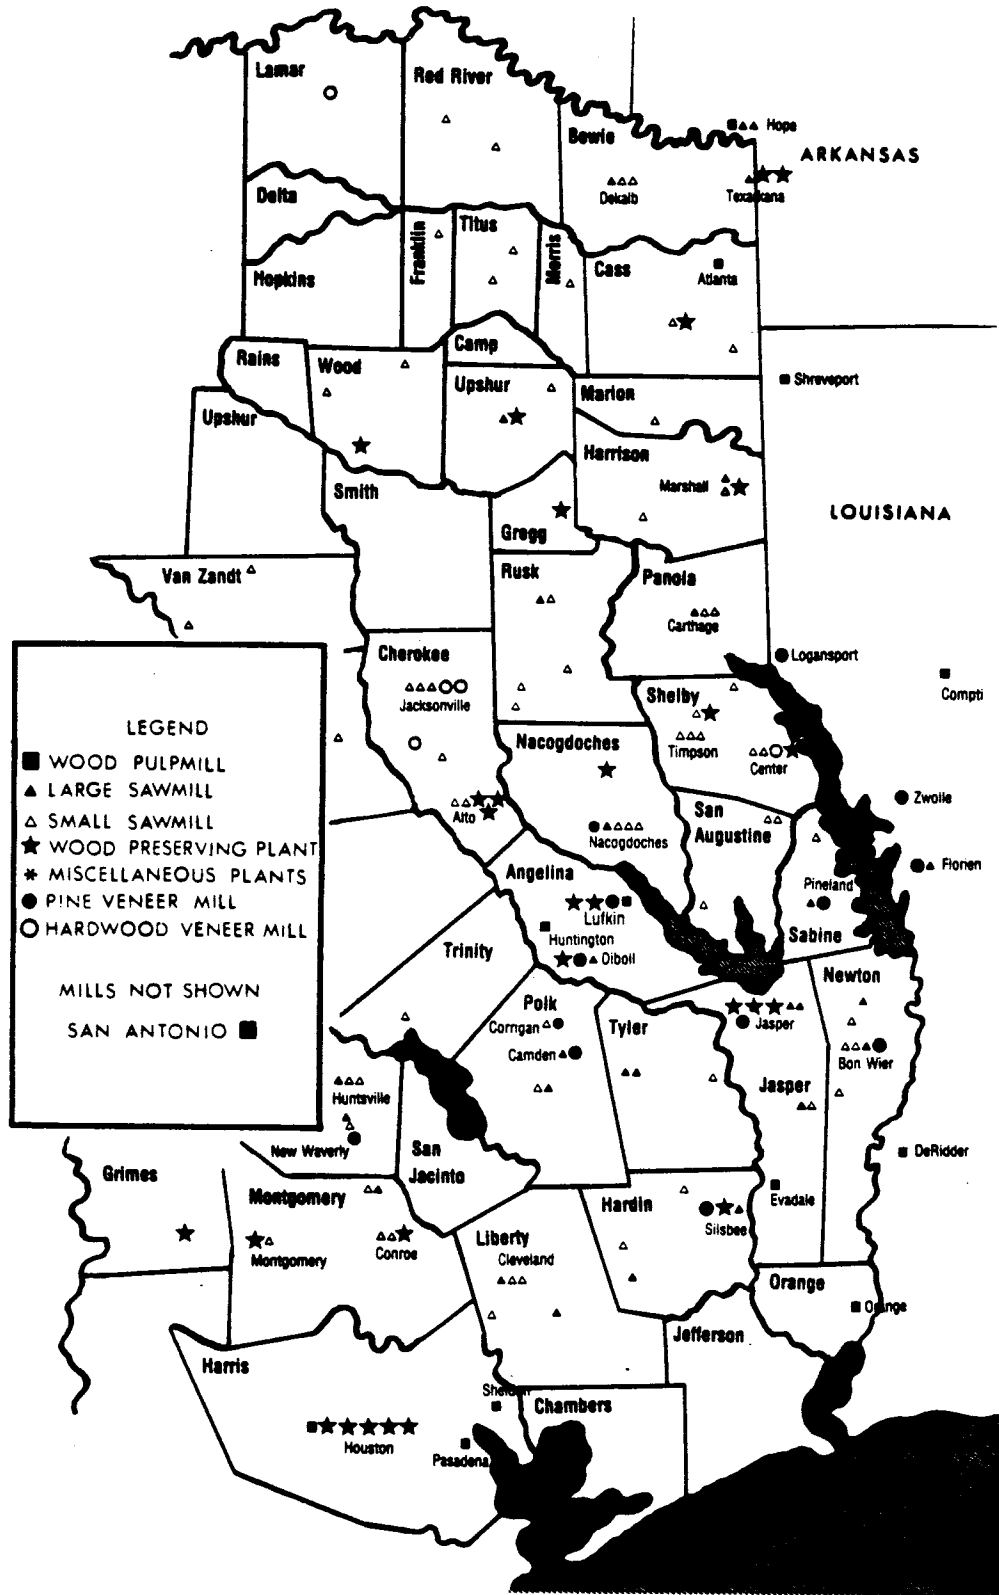 Lamar
Red River
Bowie
Hope
ARKANSAS
Delta
Dekalb
Texarkana
Hopkins
Franklin
Titus
Morris
Cass
Atlanta
Rains
Wood
Camp
Upshur
Marion
Shreveport
Upshur
Harrison
Smith
Marshall
LOUISIANA
Gregg
Van Zandt
Rusk
Panola
Carthage
Cherokee
Logansport
Jacksonville
Shelby
Compti
Timpson
Center
Nacogdoches
Alto
San
Augustine
Zwolle
Nacogdoches
Angelina
Pineland
Florien
Lufkin
Huntington
Diboll
Sabine
Trinity
Newton
LEGEND
WOOD PULPMILL
LARGE SAWMILL
SMALL SAWMILL
WOOD PRESERVING PLANT
MISCELLANEOUS PLANTS
PINE VENEER MILL
HARDWOOD VENEER MILL
MILLS NOT SHOWN
SAN ANTONIO
Polk
Corrigan
Tyler
Jasper
Camden
Bon Wier
Jasper
Huntsville
New Waverly
San
Jacinto
DeRidder
Grimes
Montgomery
Hardin
Evadale
Silsbee
Montgomery
Conroe
Liberty
Cleveland
Orange
Orange
Jefferson
Harris
Sheldon
Chambers
Houston
Pasadena